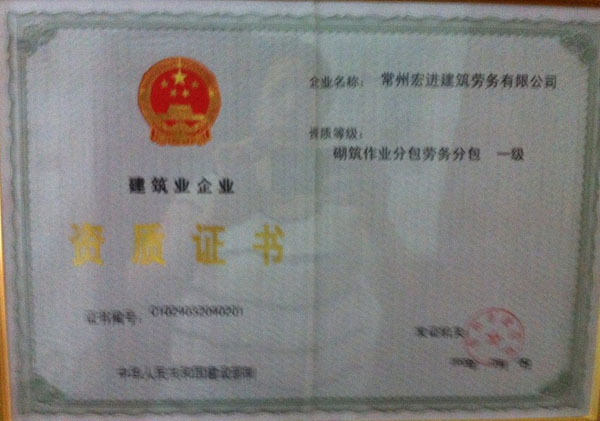 建筑业企业
资质证书
证书编号：C1024032040201
中华人民共和国建设部制
企业名称：常州宏进建筑劳务有限公司
资质等级：
砌筑作业分包劳务分包 一级
发证机关